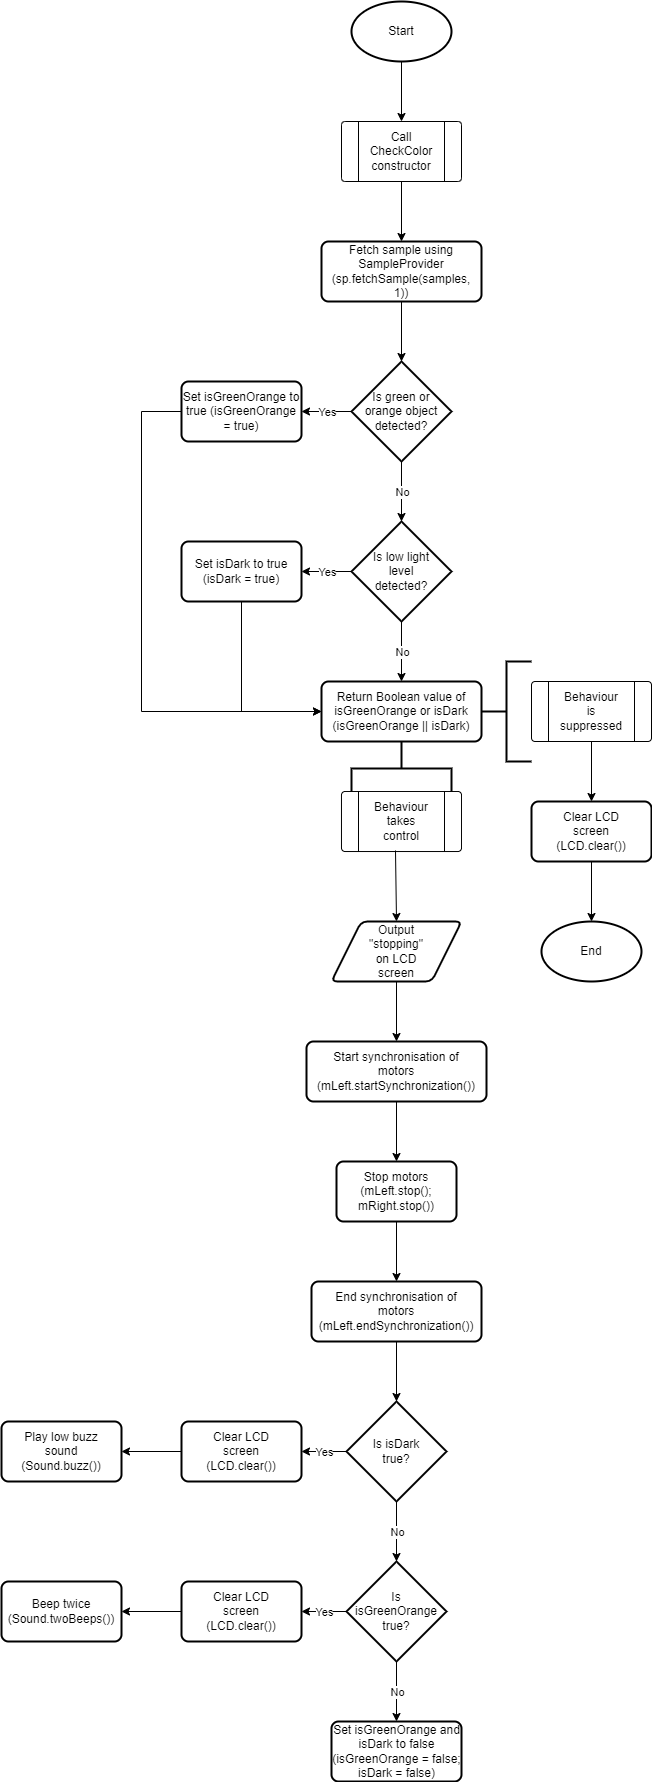 Start
Call
CheckColor
constructor
Fetch sample using
SampleProvider
(sp.fetchSample(samples,
1))
Is green or
orange object
detected?
Yes
Set isGreenOrange to
true (isGreenOrange
= true)
No
Is low light
level
detected?
Yes
Set isDark to true
(isDark = true)
No
Return Boolean value of
isGreenOrange or isDark
(isGreenOrange || isDark)
Behaviour
is
suppressed
Clear LCD
screen
(LCD.clear())
End
Behaviour
takes
control
Output
"stopping"
on LCD
screen
Start synchronisation of
motors
(mLeft.startSynchronization())
Stop motors
(mLeft.stop();
mRight.stop())
End synchronisation of
motors
(mLeft.endSynchronization())
Is isDark
true?
Yes
Clear LCD
screen
(LCD.clear())
Play low buzz
sound
(Sound.buzz())
No
Is
isGreenOrange
true?
Yes
Clear LCD
screen
(LCD.clear())
Beep twice
(Sound.twoBeeps())
No
Set isGreenOrange and
isDark to false
(isGreenOrange = false;
isDark = false)